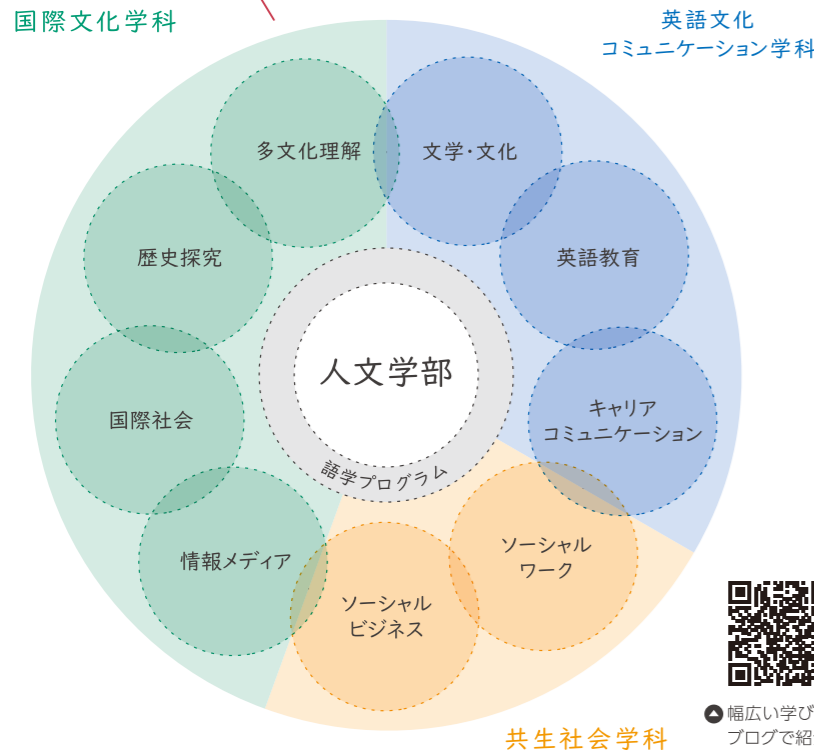 国際文化学科
英語文化
コミュニケーション学科
多文化理解
文学・文化
歴史探究
英語教育
人文学部
国際社会
キャリア
コミュニケーション
語学プログラム
情報メディア
ソーシャル
ワーク
ソーシャル
ビジネス
共生社会学科
幅広い学び
ブログで紹